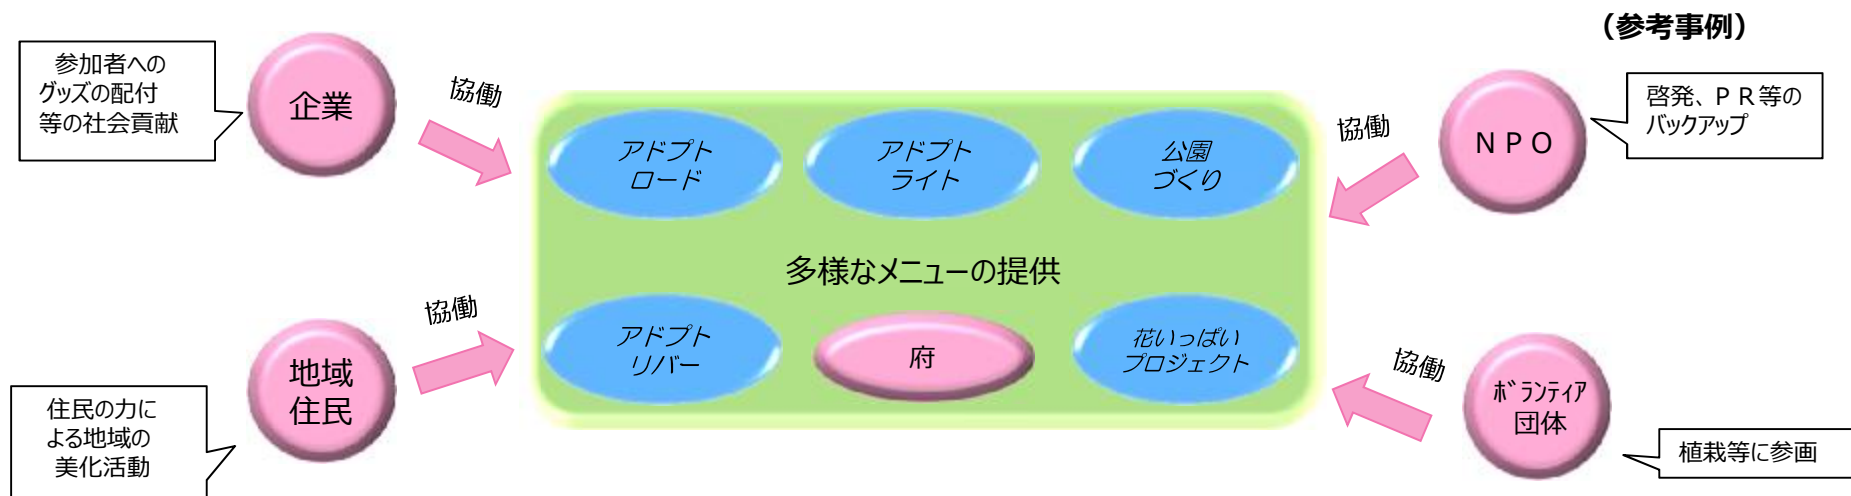 （参考事例）
参加者への
グッズの配付
等の社会貢献
企業
協働
アドプト
ロード
アドプト
ライト
公園
づくり
協働
ＮＰＯ
啓発、ＰＲ等の
バックアップ
多様なメニューの提供
地域
住民
協働
住民の力に
よる地域の
美化活動
アドプト
リバー
府
花いっぱい
プロジェクト
協働
ﾎﾞﾗﾝﾃｨｱ
団体
植栽等に参画